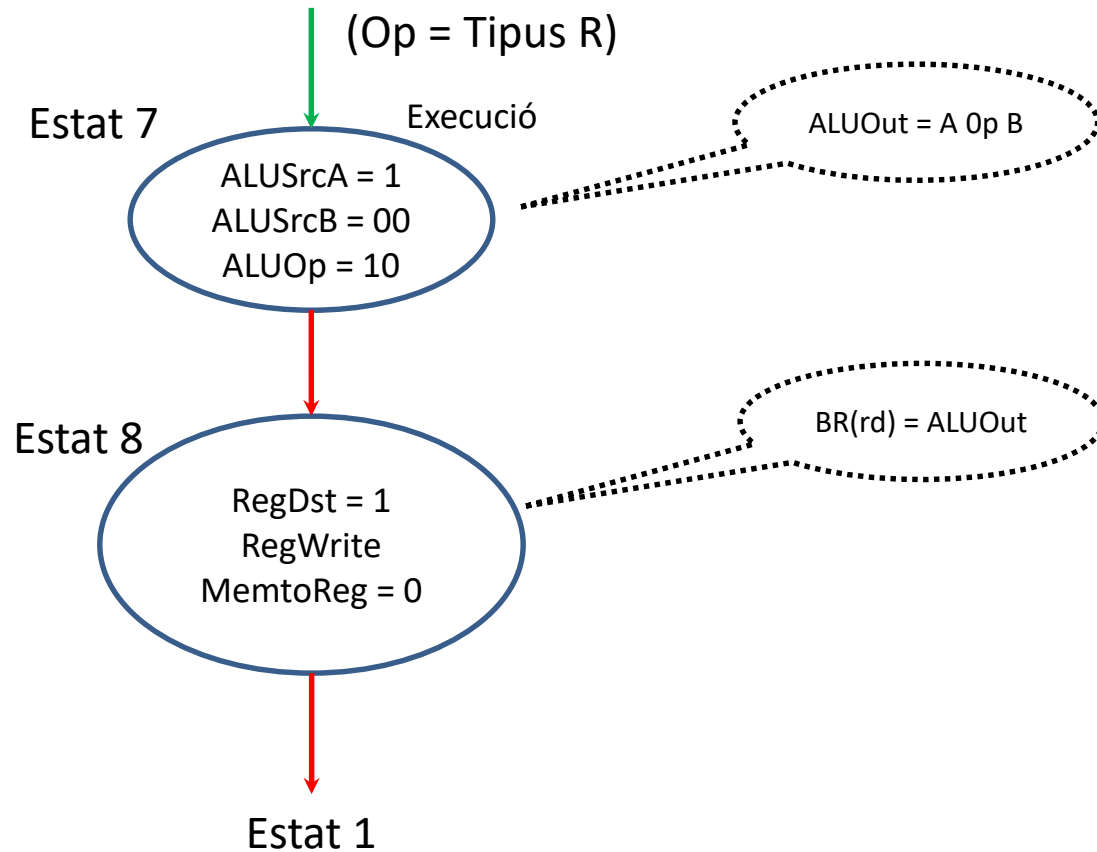 (Op = Tipus R)
Estat 7
Execució
ALUSrcA = 1
ALUSrcB = 00
ALUOp = 10
ALUOut = A 0p B
Estat 8
RegDst = 1
RegWrite
MemtoReg = 0
BR(rd) = ALUOut
Estat 1